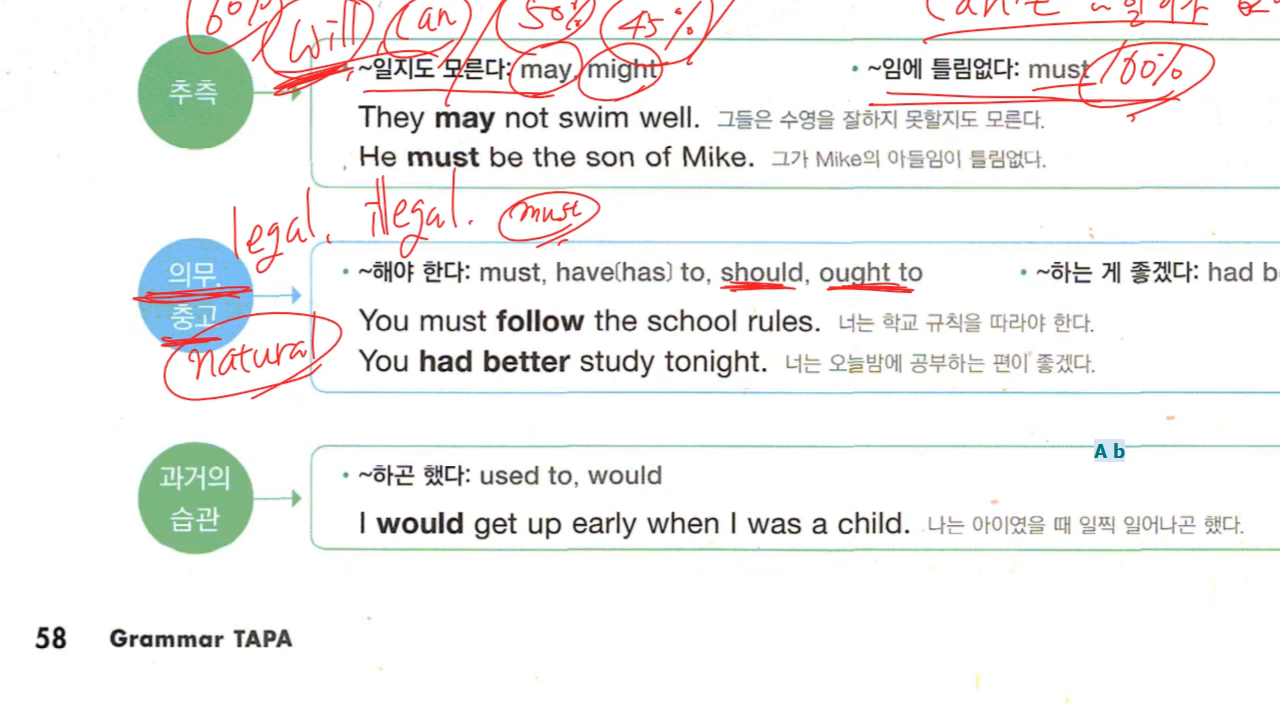 60% will can / 50% 45%
추측
• ~일지도 모른다: may, might • ~임에 틀림없다: must 100%
They may not swim well. 그들은 수영을 잘하지 못할지도 모른다.
He must be the son of Mike. 그가 Mike의 아들임이 틀림없다.
legal, illegal. must
의무,
충고
natural
• ~해야 한다: must, have(has) to, should, ought to • ~하는 게 좋겠다: had
You must follow the school rules. 너는 학교 규칙을 따라야 한다.
You had better study tonight. 너는 오늘밤에 공부하는 편이 좋겠다.
A b
과거의
습관
• ~하곤 했다: used to, would
I would get up early when I was a child. 나는 아이였을 때 일찍 일어나곤 했다.
58 Grammar TAPA